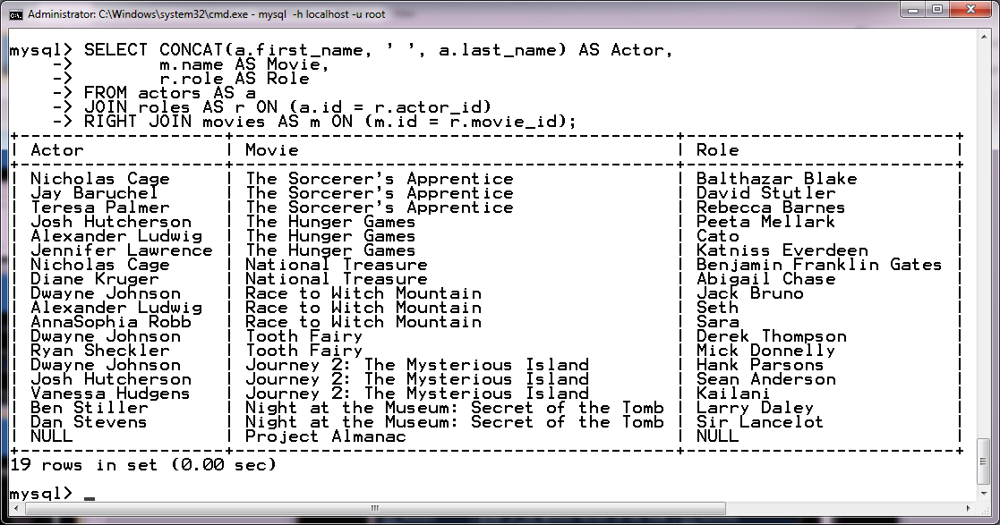 Administrator: C:\Windows\system32\cmd.exe - mysql  -h localhost -u root
mysql> SELECT CONCAT(a.first_name, ' ', a.last_name) AS Actor,
    ->        m.name AS Movie,
    ->        r.role AS Role
    -> FROM actors AS a
    -> JOIN roles AS r ON (a.id = r.actor_id)
    -> RIGHT JOIN movies AS m ON (m.id = r.movie_id);
+-------------------+-----------------------------------------+--------------------------+
| Actor             | Movie                                   | Role                     |
+-------------------+-----------------------------------------+--------------------------+
| Nicholas Cage     | The Sorcerer's Apprentice               | Balthazar Blake          |
| Jay Baruchel      | The Sorcerer's Apprentice               | David Stutler            |
| Teresa Palmer     | The Sorcerer's Apprentice               | Rebecca Barnes           |
| Josh Hutcherson   | The Hunger Games                        | Peeta Mellark            |
| Alexander Ludwig  | The Hunger Games                        | Cato                     |
| Jennifer Lawrence | The Hunger Games                        | Katniss Everdeen         |
| Nicholas Cage     | National Treasure                       | Benjamin Franklin Gates  |
| Diane Kruger      | National Treasure                       | Abigail Chase            |
| Dwayne Johnson    | Race to Witch Mountain                  | Jack Bruno               |
| Alexander Ludwig  | Race to Witch Mountain                  | Seth                     |
| AnnaSophia Robb   | Race to Witch Mountain                  | Sara                     |
| Dwayne Johnson    | Tooth Fairy                             | Derek Thompson           |
| Ryan Sheckler     | Tooth Fairy                             | Mick Donnelly            |
| Dwayne Johnson    | Journey 2: The Mysterious Island        | Hank Parsons             |
| Josh Hutcherson   | Journey 2: The Mysterious Island        | Sean Anderson            |
| Vanessa Hudgens   | Journey 2: The Mysterious Island        | Kailani                  |
| Ben Stiller       | Night at the Museum: Secret of the Tomb | Larry Daley              |
| Dan Stevens       | Night at the Museum: Secret of the Tomb | Sir Lancelot             |
| NULL              | Project Almanac                         | NULL                     |
+-------------------+-----------------------------------------+--------------------------+
19 rows in set (0.00 sec)
mysql> _